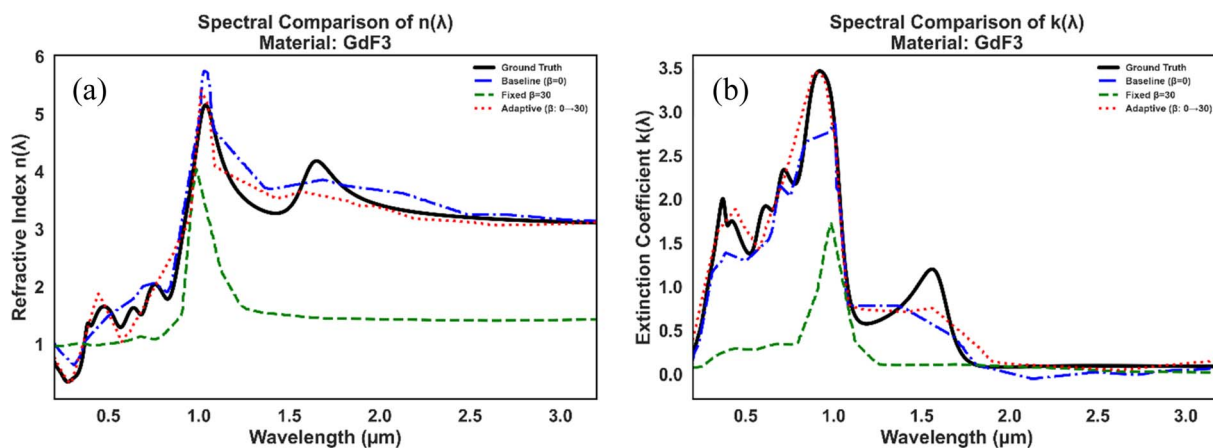 Spectral Comparison of n(λ)
Material: GdF3
(a)
Ground Truth
Baseline (β=0)
Fixed β=30
Adaptive (β: 0→30)
Refractive Index n(λ)
6
5
4
3
2
1
0.5 1.0 1.5 2.0 2.5 3.0
Wavelength (μm)
Spectral Comparison of k(λ)
Material: GdF3
(b)
Ground Truth
Baseline (β=0)
Fixed β=30
Adaptive (β: 0→30)
Extinction Coefficient k(λ)
3.5
3.0
2.5
2.0
1.5
1.0
0.5
0.0
0.5 1.0 1.5 2.0 2.5 3.0
Wavelength (μm)